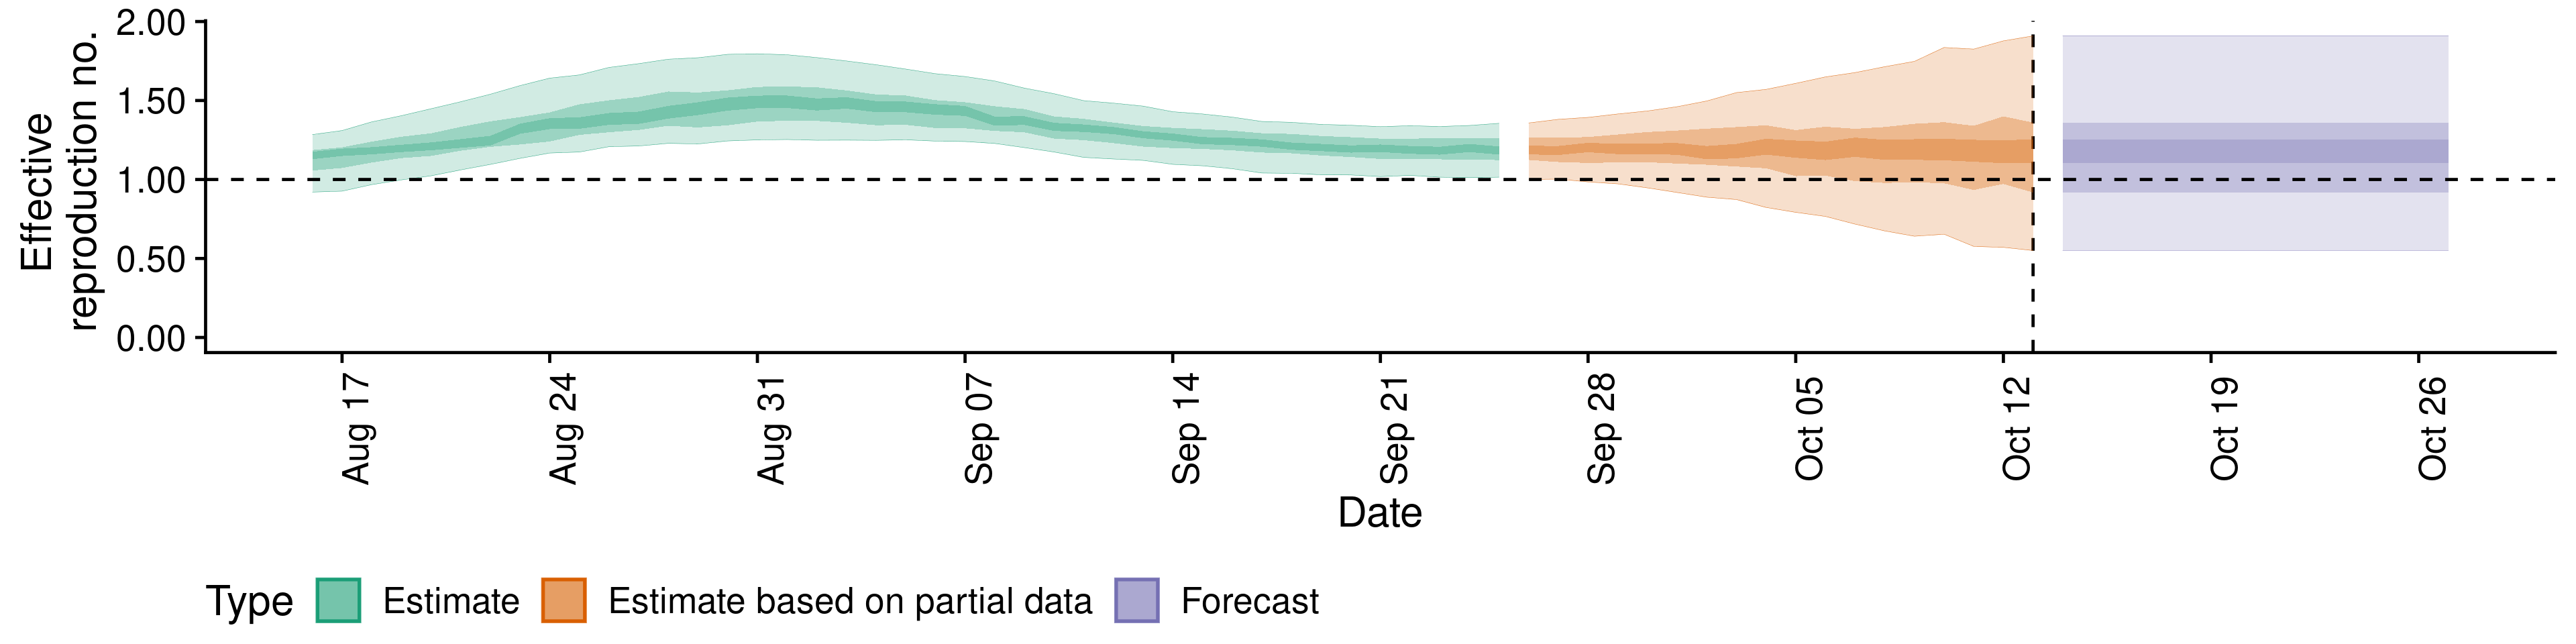 Effective
reproduction no.
2.00
1.50
1.00
0.50
0.00
Aug 17
Aug 24
Aug 31
Sep 07
Sep 14
Sep 21
Sep 28
Oct 05
Oct 12
Oct 19
Oct 26
Date
Type Estimate Estimate based on partial data Forecast